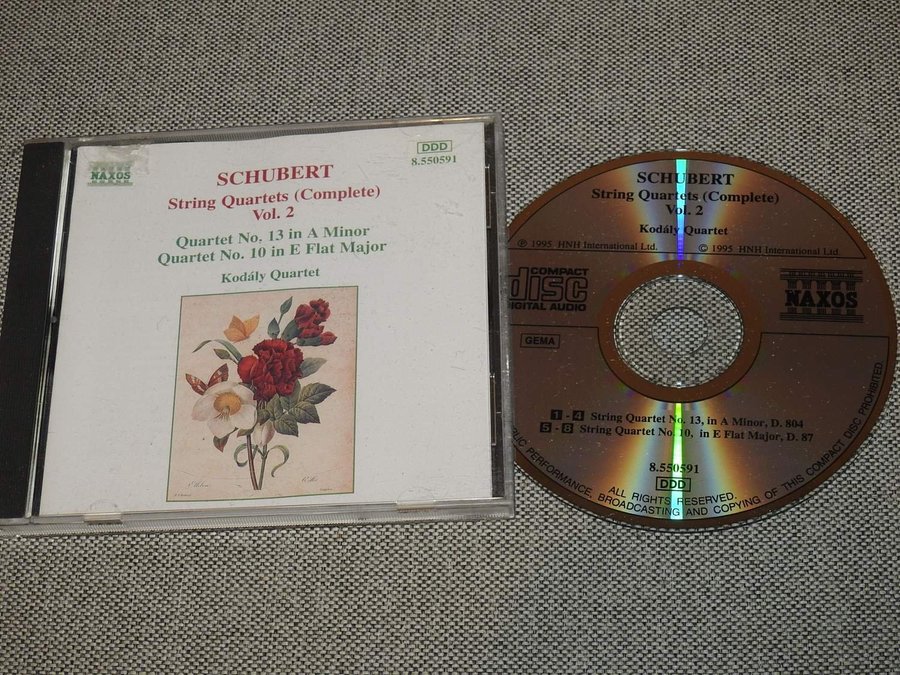 NAXOS
DDD
8.550591
SCHUBERT
String Quartets (Complete)
Vol. 2
Quartet No. 13 in A Minor
Quartet No. 10 in E Flat Major
Kodály Quartet
SCHUBERT
String Quartets (Complete)
Vol. 2
Kodály Quartet
℗ 1995 HNH International Ltd.
© 1995 HNH International Ltd.
COMPACT
disc
DIGITAL AUDIO
NAXOS
GEMA
1 - 4 String Quartet No. 13, in A Minor, D. 804
5 - 8 String Quartet No. 10, in E Flat Major, D. 87
8.550591
DDD
ALL RIGHTS RESERVED.
PERFORMANCE, BROADCASTING AND COPYING OF THIS COMPACT DISC PROHIBITED